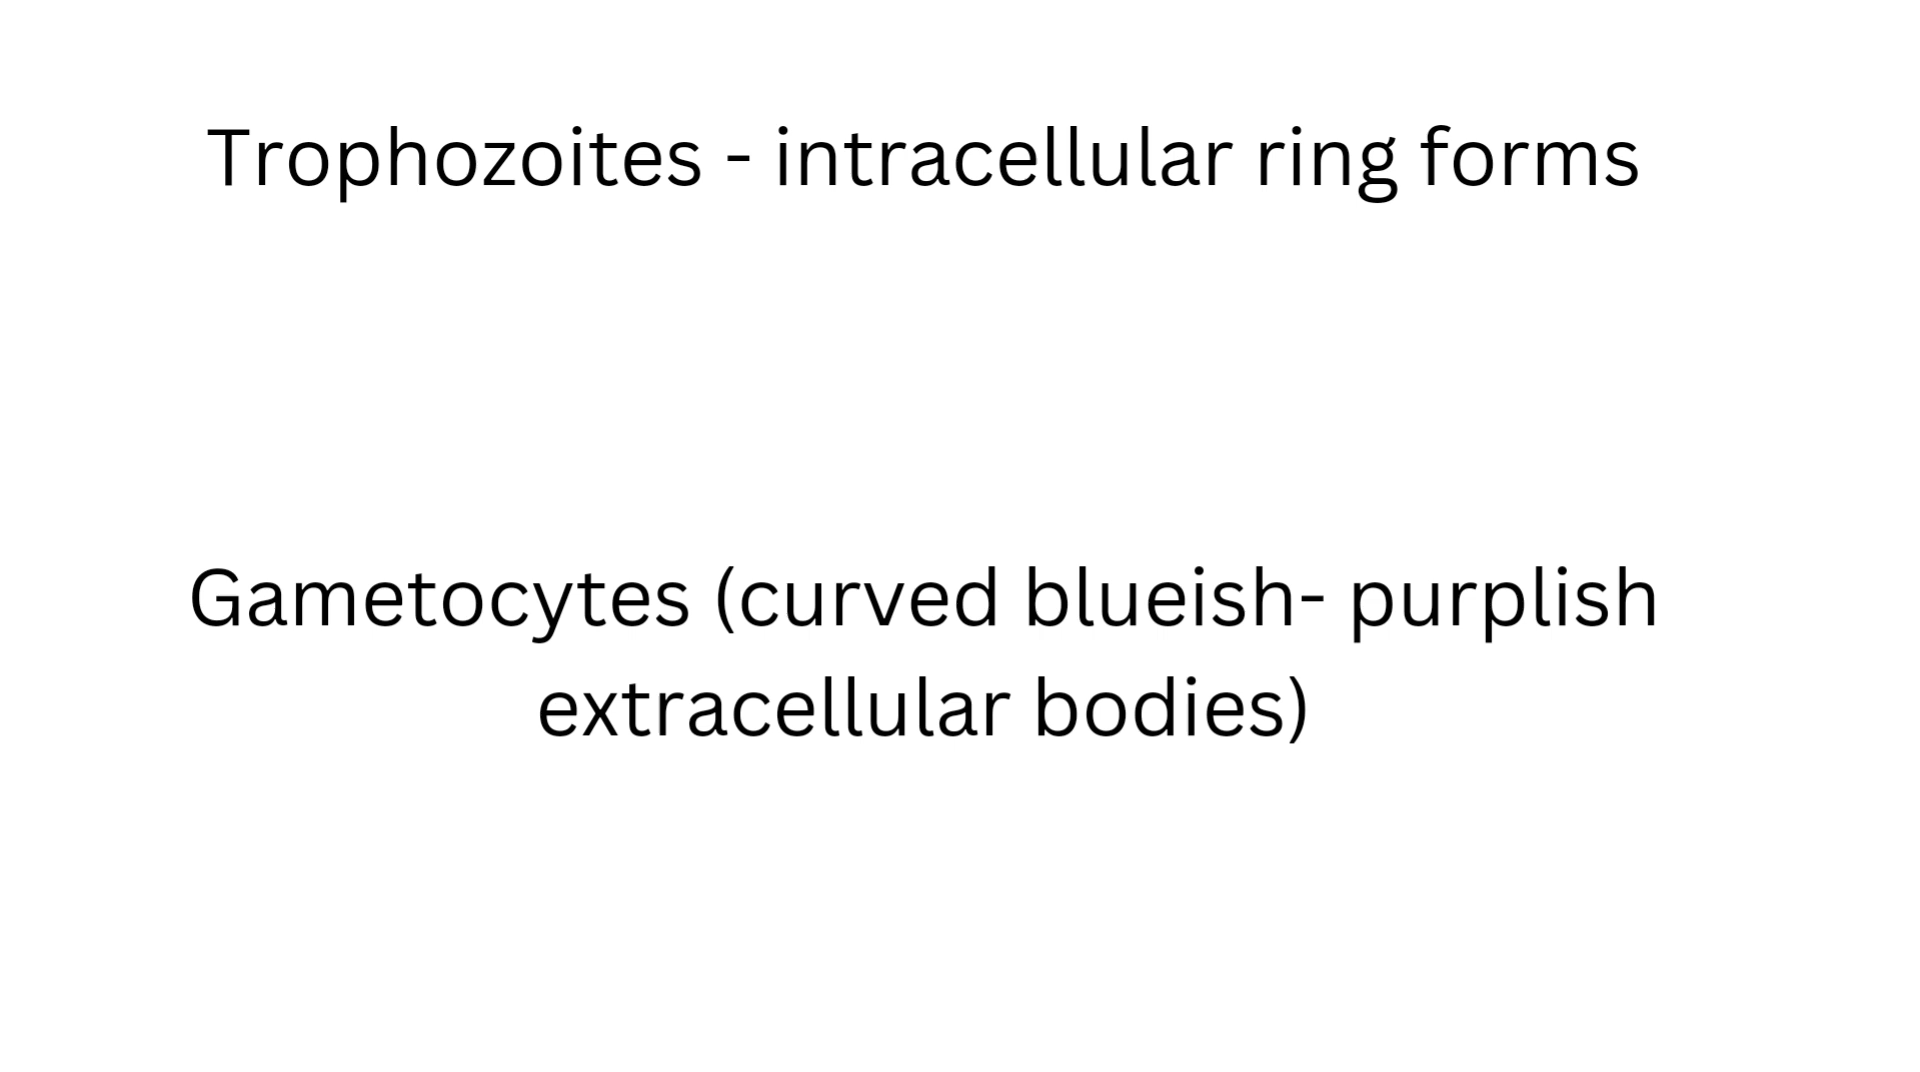 Trophozoites - intracellular ring forms
Gametocytes (curved blueish- purplish
extracellular bodies)